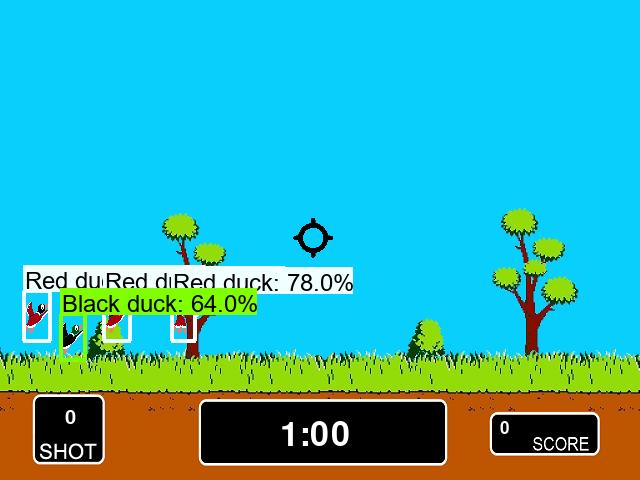 Red du
Red d
Red duck: 78.0%
Black duck: 64.0%
0
SHOT
1:00
0
SCORE